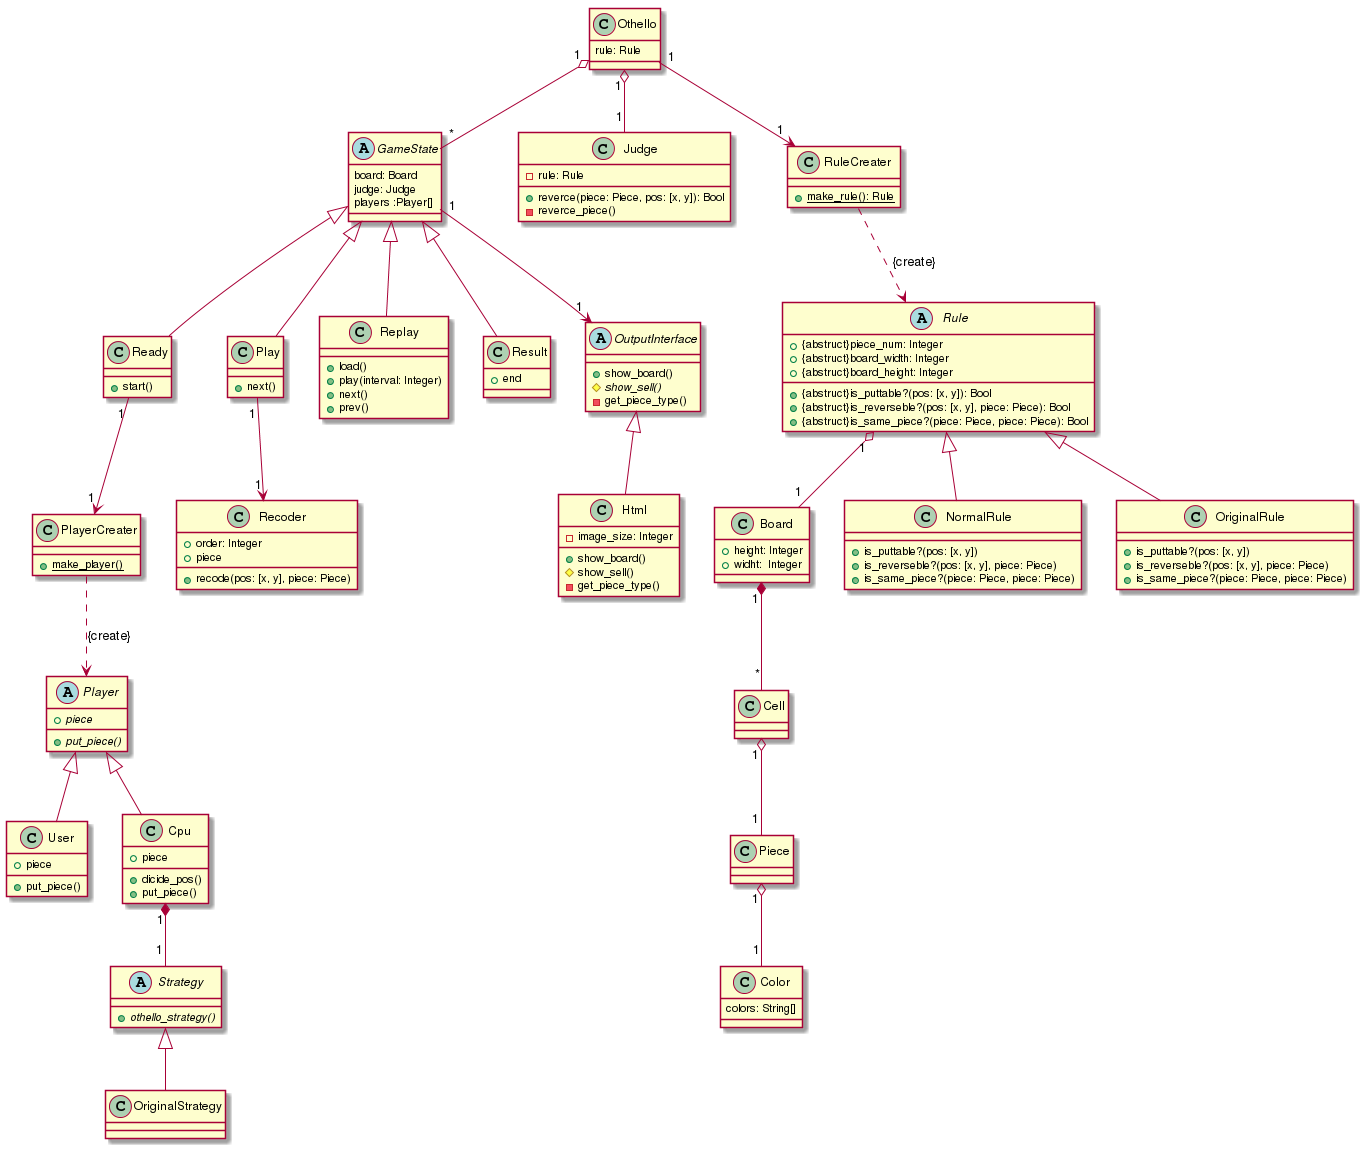 C Othello
rule: Rule
1
1
1
*
1
1
A GameState
board: Board
judge: Judge
players :Player[]
1
C Judge
rule: Rule
reverce(piece: Piece, pos: [x, y]): Bool
reverce_piece()
C RuleCreater
make_rule(): Rule
{create}
C Ready
start()
1
C Play
next()
1
C Replay
load()
play(interval: Integer)
next()
prev()
C Result
end
1
A OutputInterface
show_board()
show_sell()
get_piece_type()
A Rule
{abstruct}piece_num: Integer
{abstruct}board_width: Integer
{abstruct}board_height: Integer
{abstruct}is_puttable?(pos: [x, y]): Bool
{abstruct}is_reverseble?(pos: [x, y], piece: Piece): Bool
{abstruct}is_same_piece?(piece: Piece, piece: Piece): Bool
1
1
C PlayerCreater
make_player()
1
C Recoder
order: Integer
piece
recode(pos: [x, y], piece: Piece)
C Html
image_size: Integer
show_board()
show_sell()
get_piece_type()
1
C Board
height: Integer
widht:  Integer
1
C NormalRule
is_puttable?(pos: [x, y])
is_reverseble?(pos: [x, y], piece: Piece)
is_same_piece?(piece: Piece, piece: Piece)
C OriginalRule
is_puttable?(pos: [x, y])
is_reverseble?(pos: [x, y], piece: Piece)
is_same_piece?(piece: Piece, piece: Piece)
{create}
*
A Player
piece
put_piece()
C Cell
1
C User
piece
put_piece()
C Cpu
piece
dicide_pos()
put_piece()
1
1
C Piece
1
1
1
A Strategy
othello_strategy()
C Color
colors: String[]
C OriginalStrategy